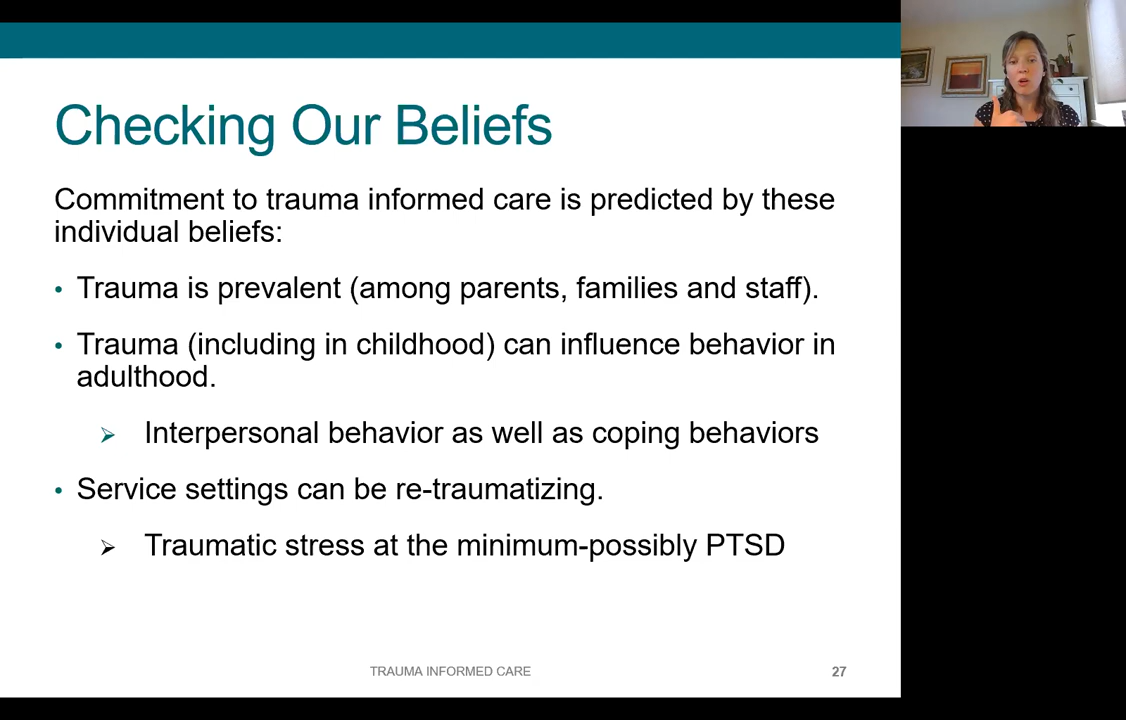 Checking Our Beliefs
Commitment to trauma informed care is predicted by these
individual beliefs:
• Trauma is prevalent (among parents, families and staff).
• Trauma (including in childhood) can influence behavior in
adulthood.
➢ Interpersonal behavior as well as coping behaviors
• Service settings can be re-traumatizing.
➢ Traumatic stress at the minimum-possibly PTSD
TRAUMA INFORMED CARE
27